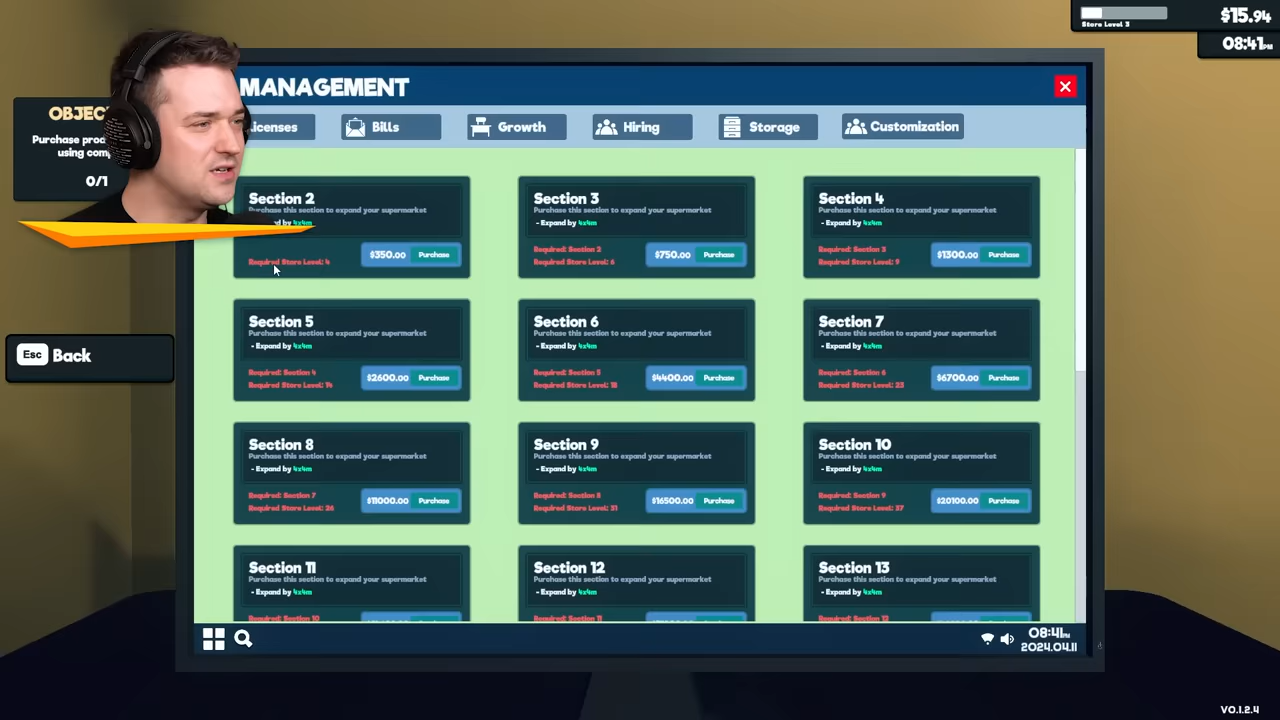 $15.94
Store Level 3
08:41PM
MANAGEMENT
OBJEC
Purchase prod
using comp
0/1
icenses
Bills
Growth
Hiring
Storage
Customization
Section 2
Purchase this section to expand your supermarket
d by 4x4m
Required Store Level: 4
$350.00 Purchase
Section 3
Purchase this section to expand your supermarket
- Expand by 4x4m
Required: Section 2
Required Store Level: 6
$750.00 Purchase
Section 4
Purchase this section to expand your supermarket
- Expand by 4x4m
Required: Section 3
Required Store Level: 9
$1300.00 Purchase
Esc Back
Section 5
Purchase this section to expand your supermarket
- Expand by 4x4m
Required: Section 4
Required Store Level: 14
$2600.00 Purchase
Section 6
Purchase this section to expand your supermarket
- Expand by 4x4m
Required: Section 5
Required Store Level: 18
$4400.00 Purchase
Section 7
Purchase this section to expand your supermarket
- Expand by 4x4m
Required: Section 6
Required Store Level: 23
$6700.00 Purchase
Section 8
Purchase this section to expand your supermarket
- Expand by 4x4m
Required: Section 7
Required Store Level: 26
$11000.00 Purchase
Section 9
Purchase this section to expand your supermarket
- Expand by 4x4m
Required: Section 8
Required Store Level: 31
$16500.00 Purchase
Section 10
Purchase this section to expand your supermarket
- Expand by 4x4m
Required: Section 9
Required Store Level: 37
$20100.00 Purchase
Section 11
Purchase this section to expand your supermarket
- Expand by 4x4m
Required: Section 10
Section 12
Purchase this section to expand your supermarket
- Expand by 4x4m
Required: Section 11
Section 13
Purchase this section to expand your supermarket
- Expand by 4x4m
Required: Section 12
08:41PM
2024.04.11
V0.1.2.4